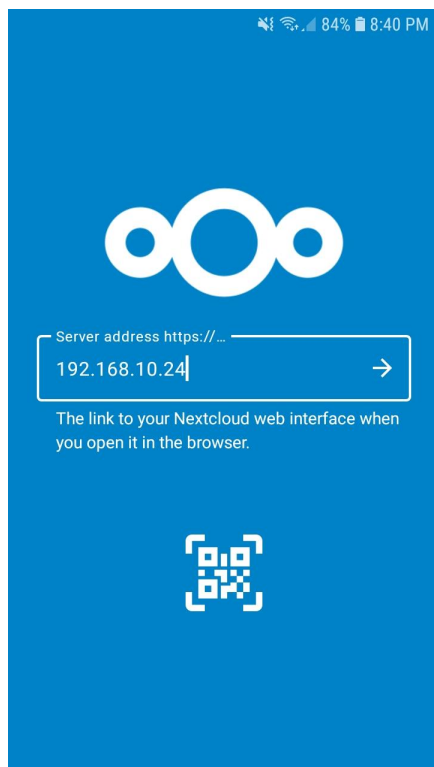 84% 8:40 PM
Server address https://...
192.168.10.24
The link to your Nextcloud web interface when
you open it in the browser.